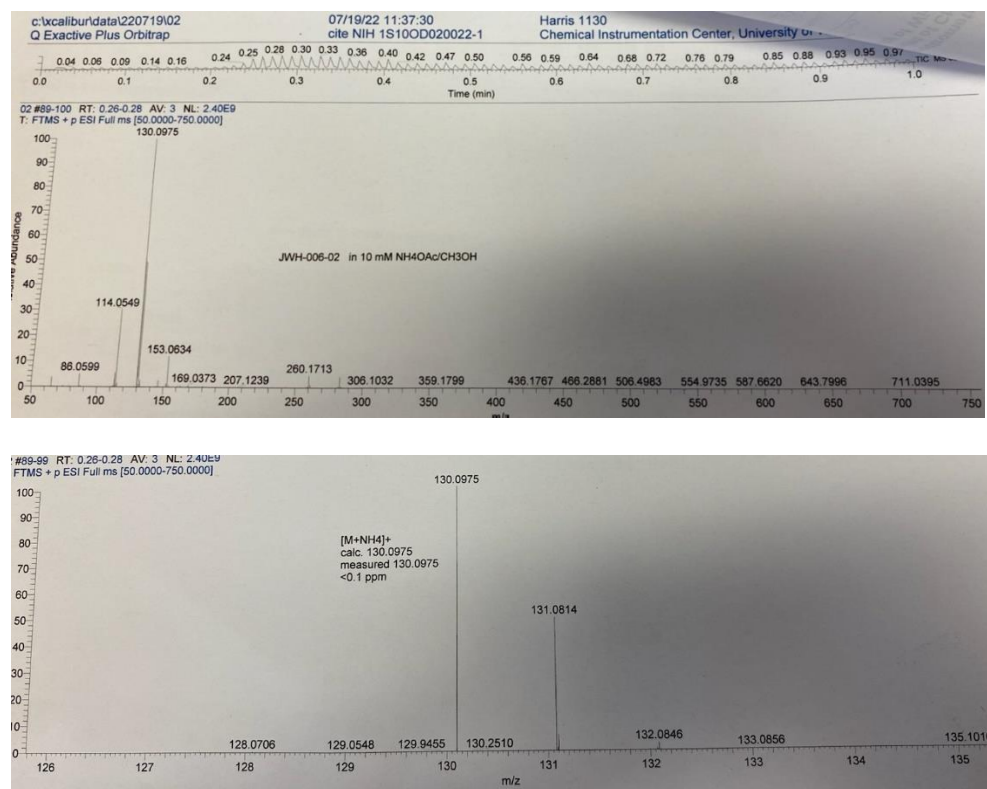 c:\xcalibur\data\220719\02 07/19/22 11:37:30 Harris 1130
Q Exactive Plus Orbitrap cite NIH 1S10OD020022-1 Chemical Instrumentation Center, University
0.04 0.06 0.09 0.14 0.16 0.24 0.25 0.28 0.30 0.33 0.36 0.40 0.42 0.47 0.50 0.56 0.59 0.64 0.68 0.72 0.76 0.79 0.85 0.88 0.93 0.95 0.97 TIC
0.0 0.1 0.2 0.3 0.4 0.5 0.6 0.7 0.8 0.9 1.0
Time (min)
02 #89-100 RT: 0.26-0.28 AV: 3 NL: 2.40E9
T: FTMS + p ESI Full ms [50.0000-750.0000]
130.0975
100
90
80
70
60
50
40
30
20
10
0
JWH-006-02 in 10 mM NH4OAc/CH3OH
114.0549
153.0634
86.0599
169.0373 207.1239 260.1713 306.1032 359.1799 436.1767 466.2881 506.4983 554.9735 587.6620 643.7996 711.0395
50 100 150 200 250 300 350 400 450 500 550 600 650 700 750
m/z
#89-99 RT: 0.26-0.28 AV: 3 NL: 2.40E9
FTMS + p ESI Full ms [50.0000-750.0000]
130.0975
100
90
80
70
60
50
40
30
20
10
0
[M+NH4]+
calc. 130.0975
measured 130.0975
<0.1 ppm
131.0814
128.0706 129.0548 129.9455 130.2510 132.0846 133.0856
126 127 128 129 130 131 132 133 134 135
m/z